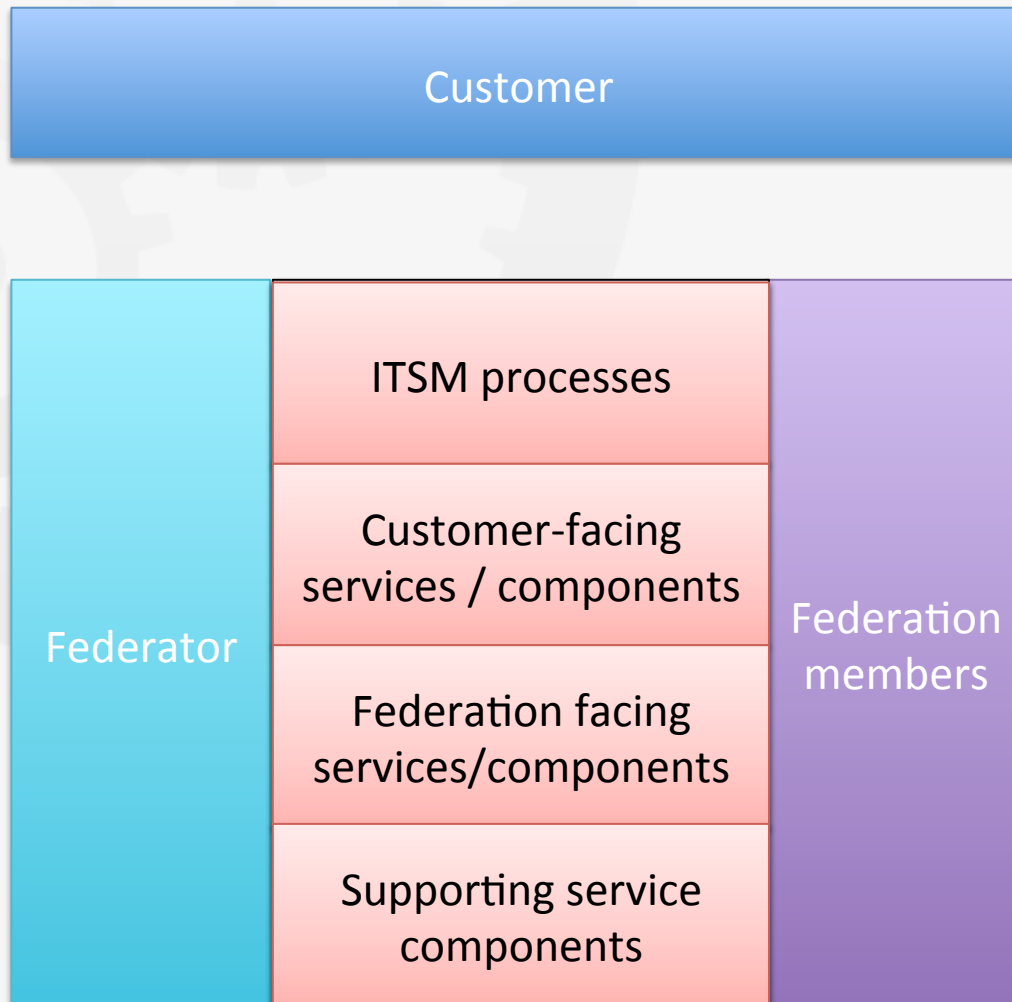 Customer
ITSM processes
Customer-facing
services / components
Federator
Federation
members
Federation facing
services/components
Supporting service
components